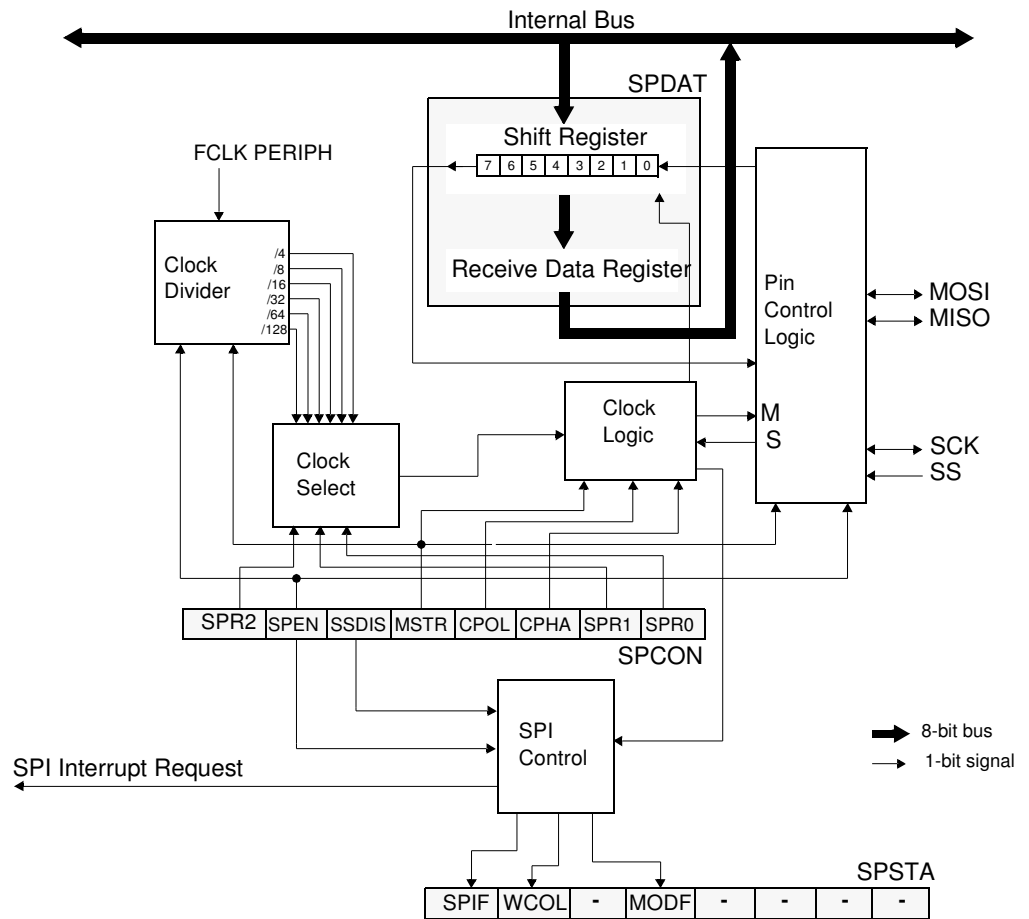 Internal Bus
SPDAT
Shift Register
7 6 5 4 3 2 1 0
FCLK PERIPH
Clock
Divider
/4
/8
/16
/32
/64
/128
Receive Data Register
Pin
Control
Logic
MOSI
MISO
Clock
Logic
M
S
SCK
SS
Clock
Select
SPR2 SPEN SSDIS MSTR CPOL CPHA SPR1 SPR0
SPCON
SPI
Control
8-bit bus
1-bit signal
SPI Interrupt Request
SPSTA
SPIF WCOL - MODF - - - -